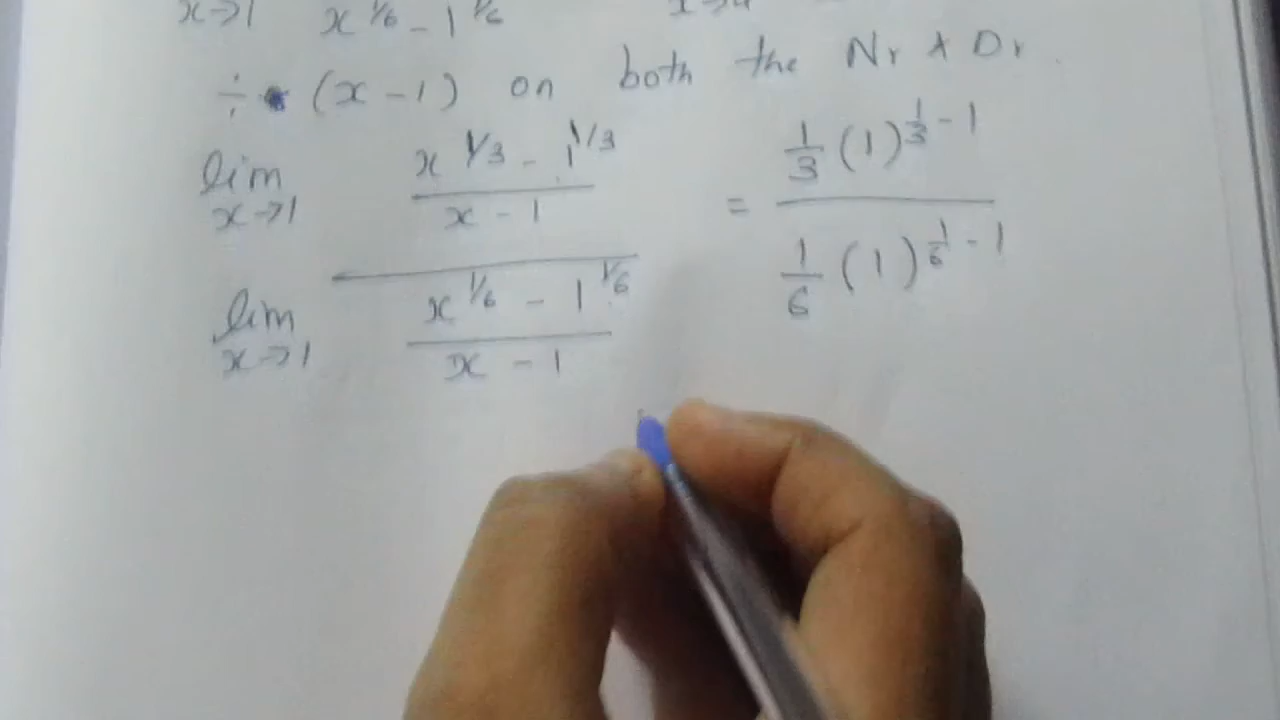 x→1 x^1/6 - 1^1/6
÷ (x - 1) on both the Nr & Dr
lim x→1 (x^1/3 - 1^1/3)/(x - 1) = 1/3 (1)^(1/3 - 1)
lim x→1 (x^1/6 - 1^1/6)/(x - 1) 1/6 (1)^(1/6 - 1)